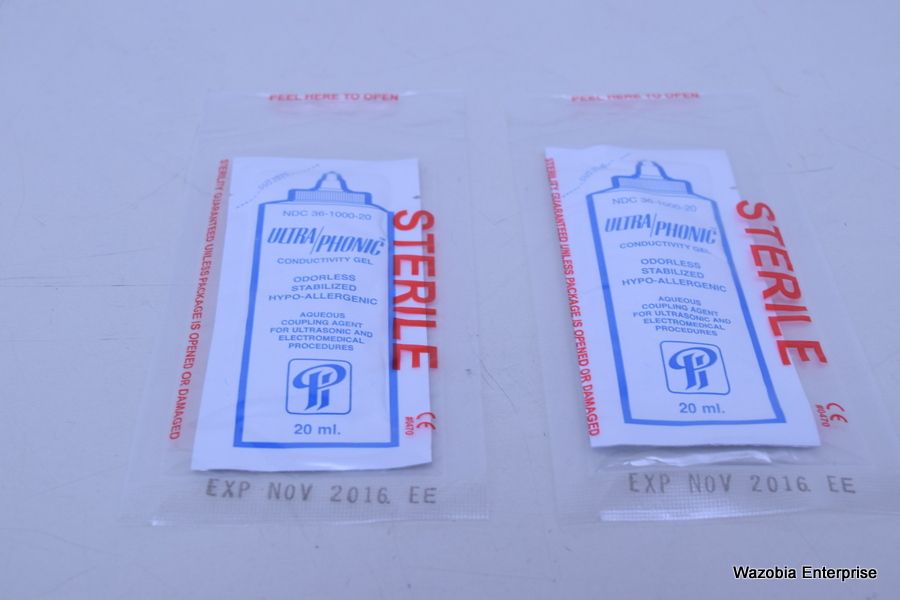 PEEL HERE TO OPEN
STERILITY GUARANTEED UNLESS PACKAGE IS OPENED OR DAMAGED
NDC 36-1000-20
ULTRA/PHONIC
CONDUCTIVITY GEL
ODORLESS
STABILIZED
HYPO-ALLERGENIC
AQUEOUS
COUPLING AGENT
FOR ULTRASONIC AND
ELECTROMEDICAL
PROCEDURES
20 ml.
STERILE
CE
#0470
EXP NOV 2016 EE
PEEL HERE TO OPEN
STERILITY GUARANTEED UNLESS PACKAGE IS OPENED OR DAMAGED
NDC 36-1000-20
ULTRA/PHONIC
CONDUCTIVITY GEL
ODORLESS
STABILIZED
HYPO-ALLERGENIC
AQUEOUS
COUPLING AGENT
FOR ULTRASONIC AND
ELECTROMEDICAL
PROCEDURES
20 ml.
STERILE
CE
#0470
EXP NOV 2016 EE
Wazobia Enterprise